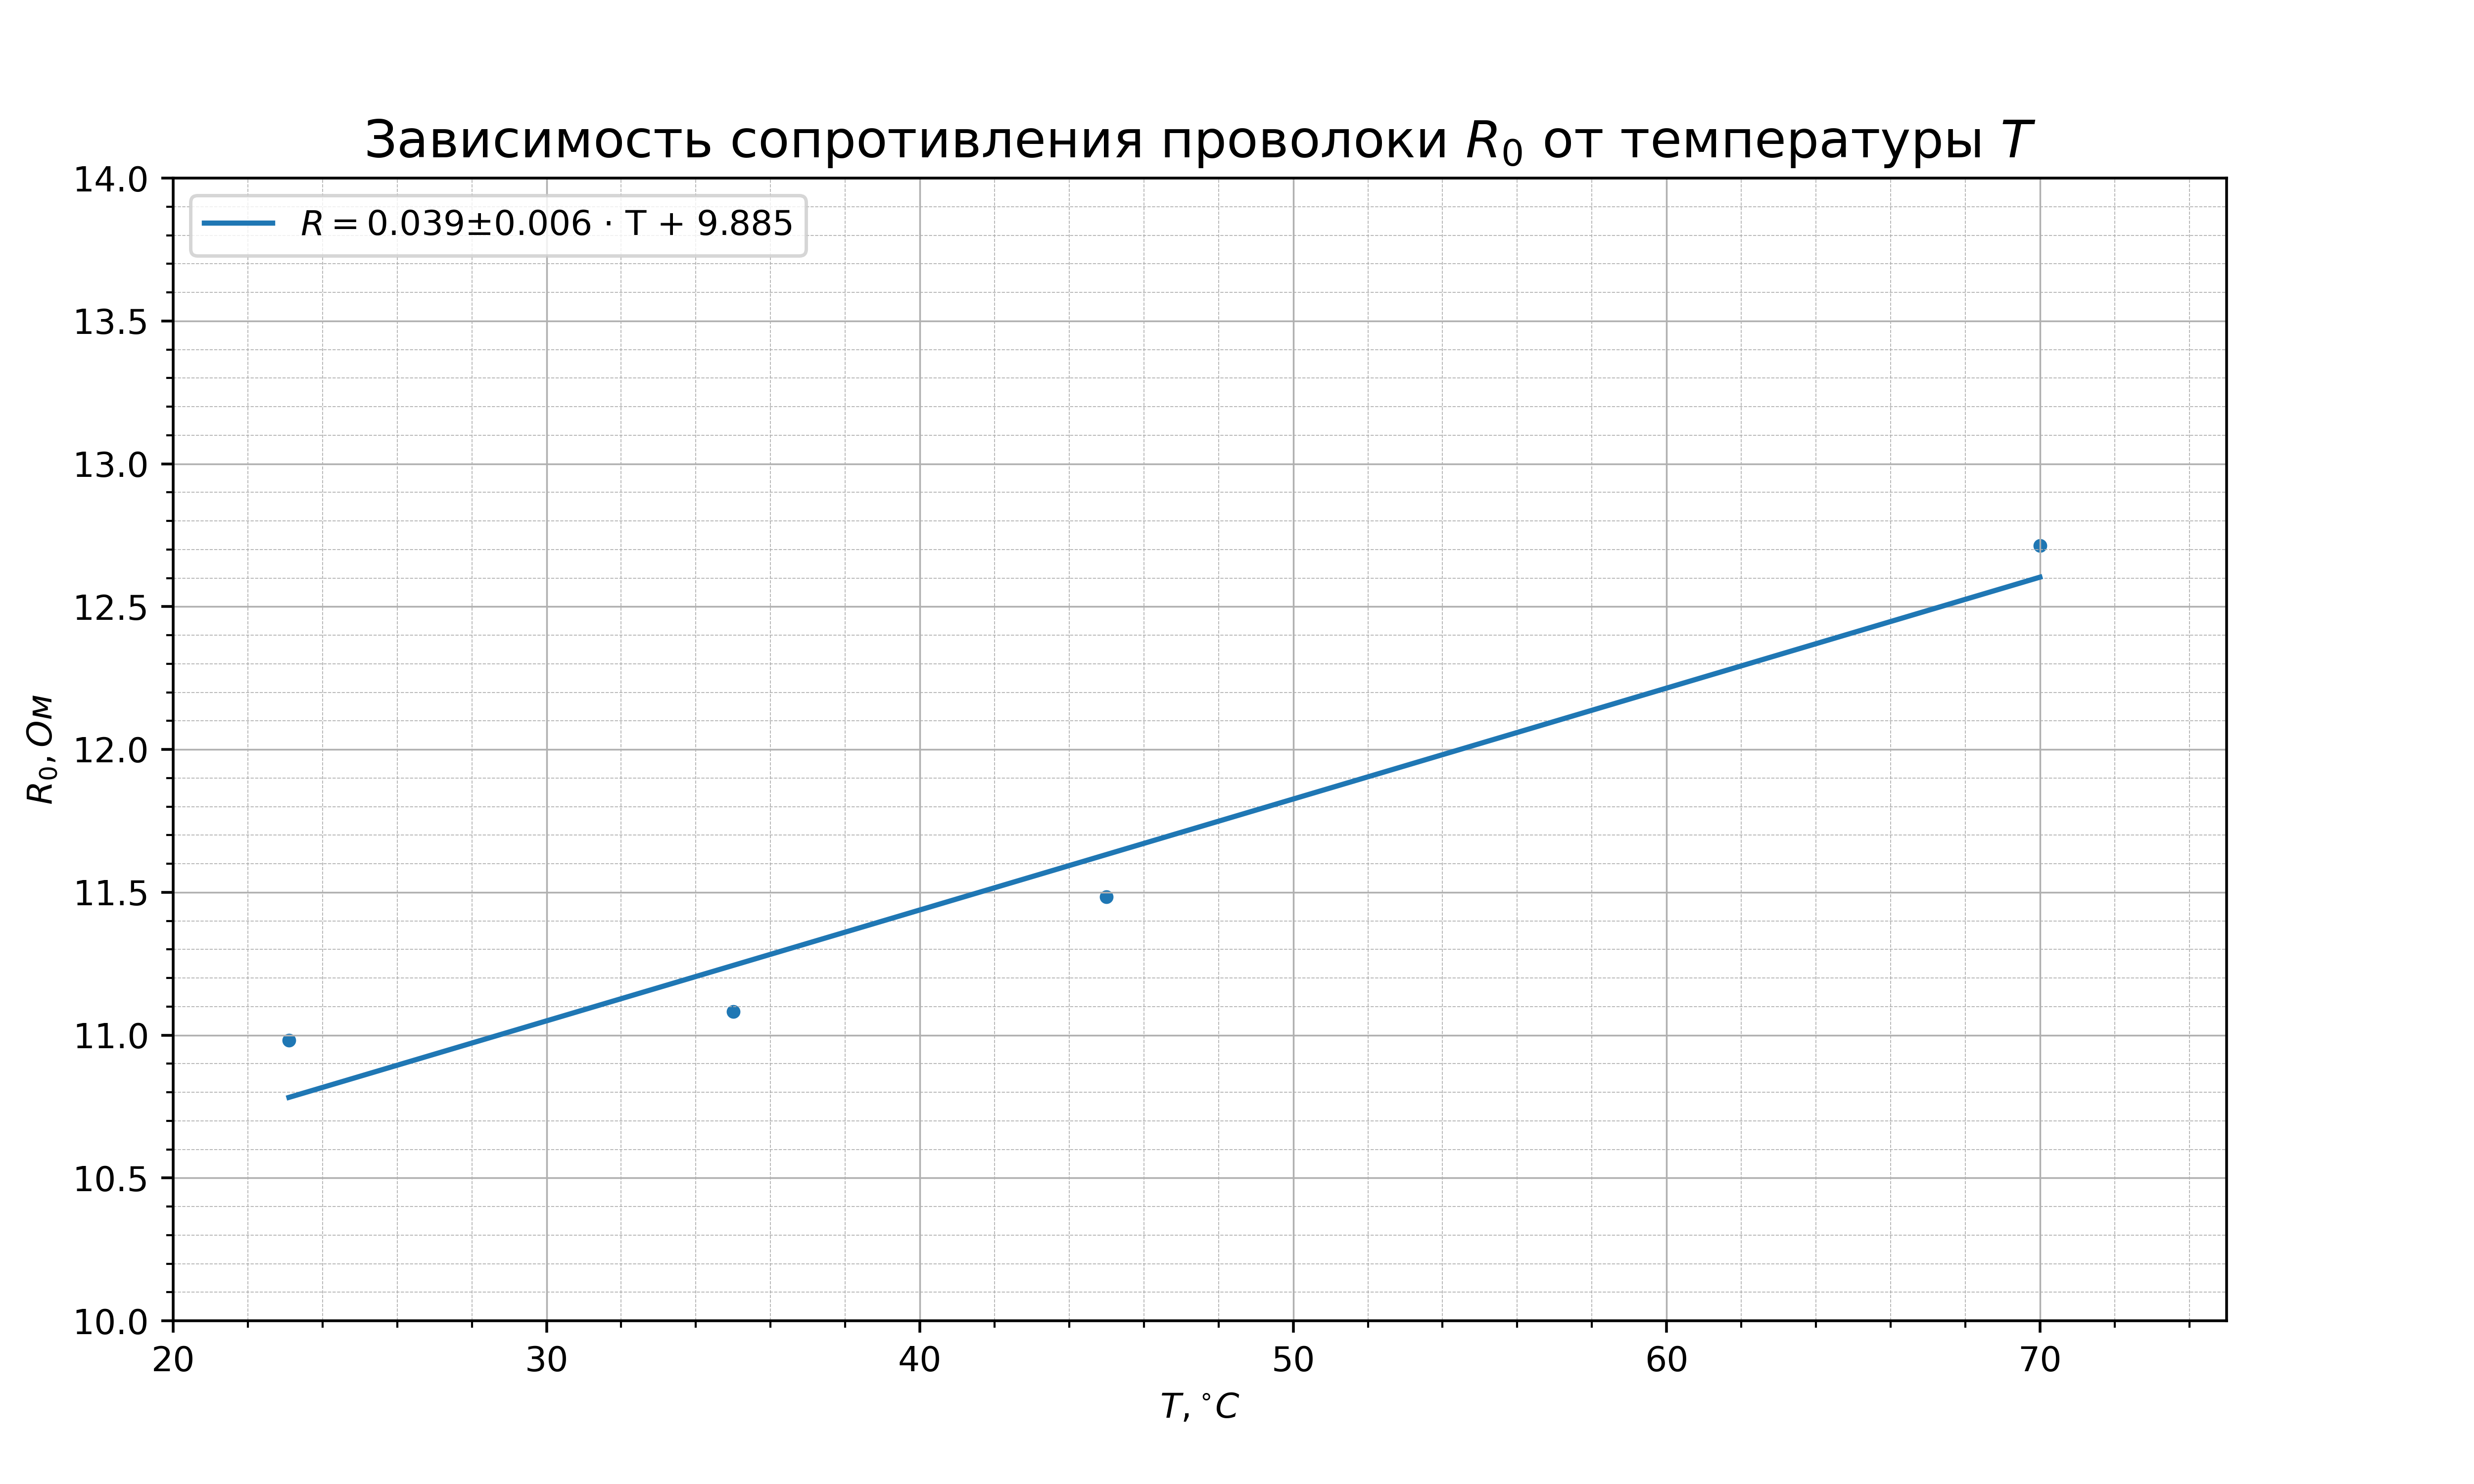 Зависимость сопротивления проволоки R₀ от температуры T
R = 0.039±0.006 · T + 9.885
14.0
13.5
13.0
12.5
12.0
11.5
11.0
10.5
10.0
R₀, Ом
20 30 40 50 60 70
T, °C